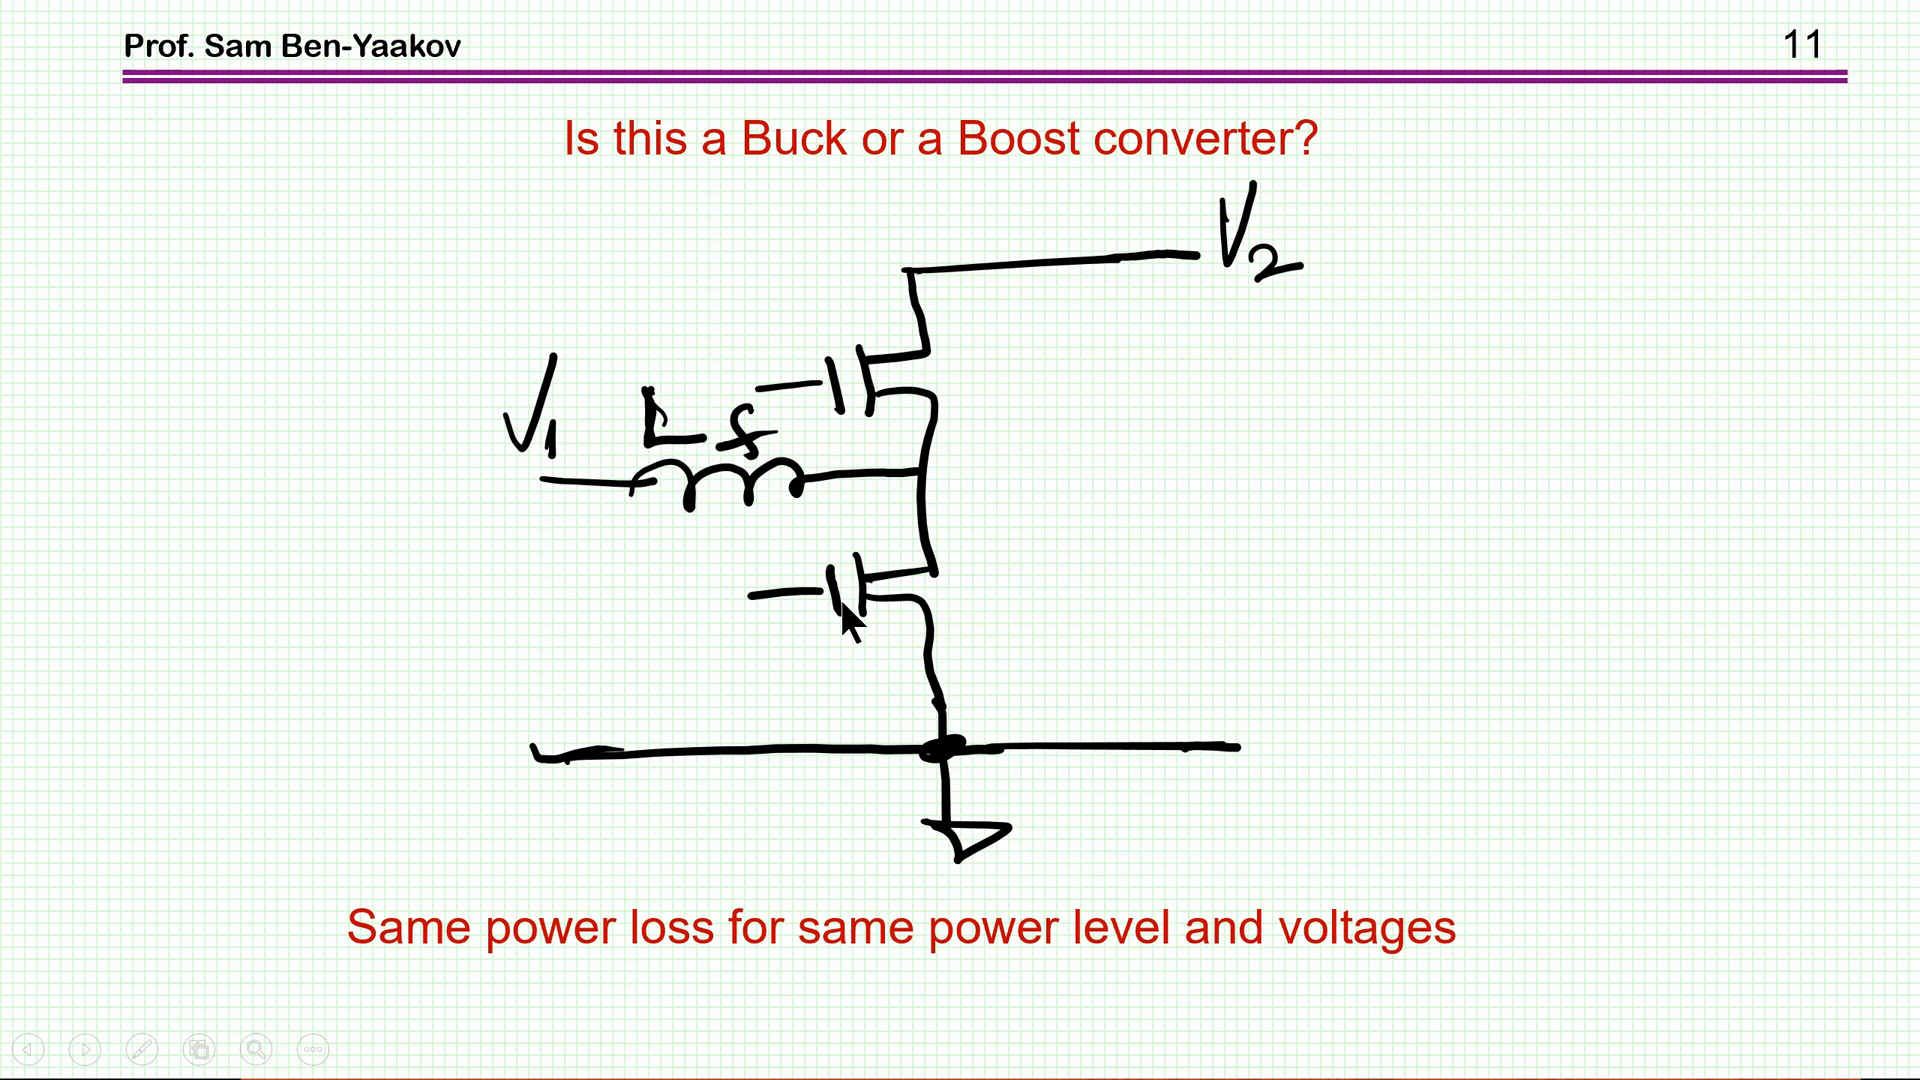 Prof. Sam Ben-Yaakov
11
Is this a Buck or a Boost converter?
V2
V1
Lf
Same power loss for same power level and voltages